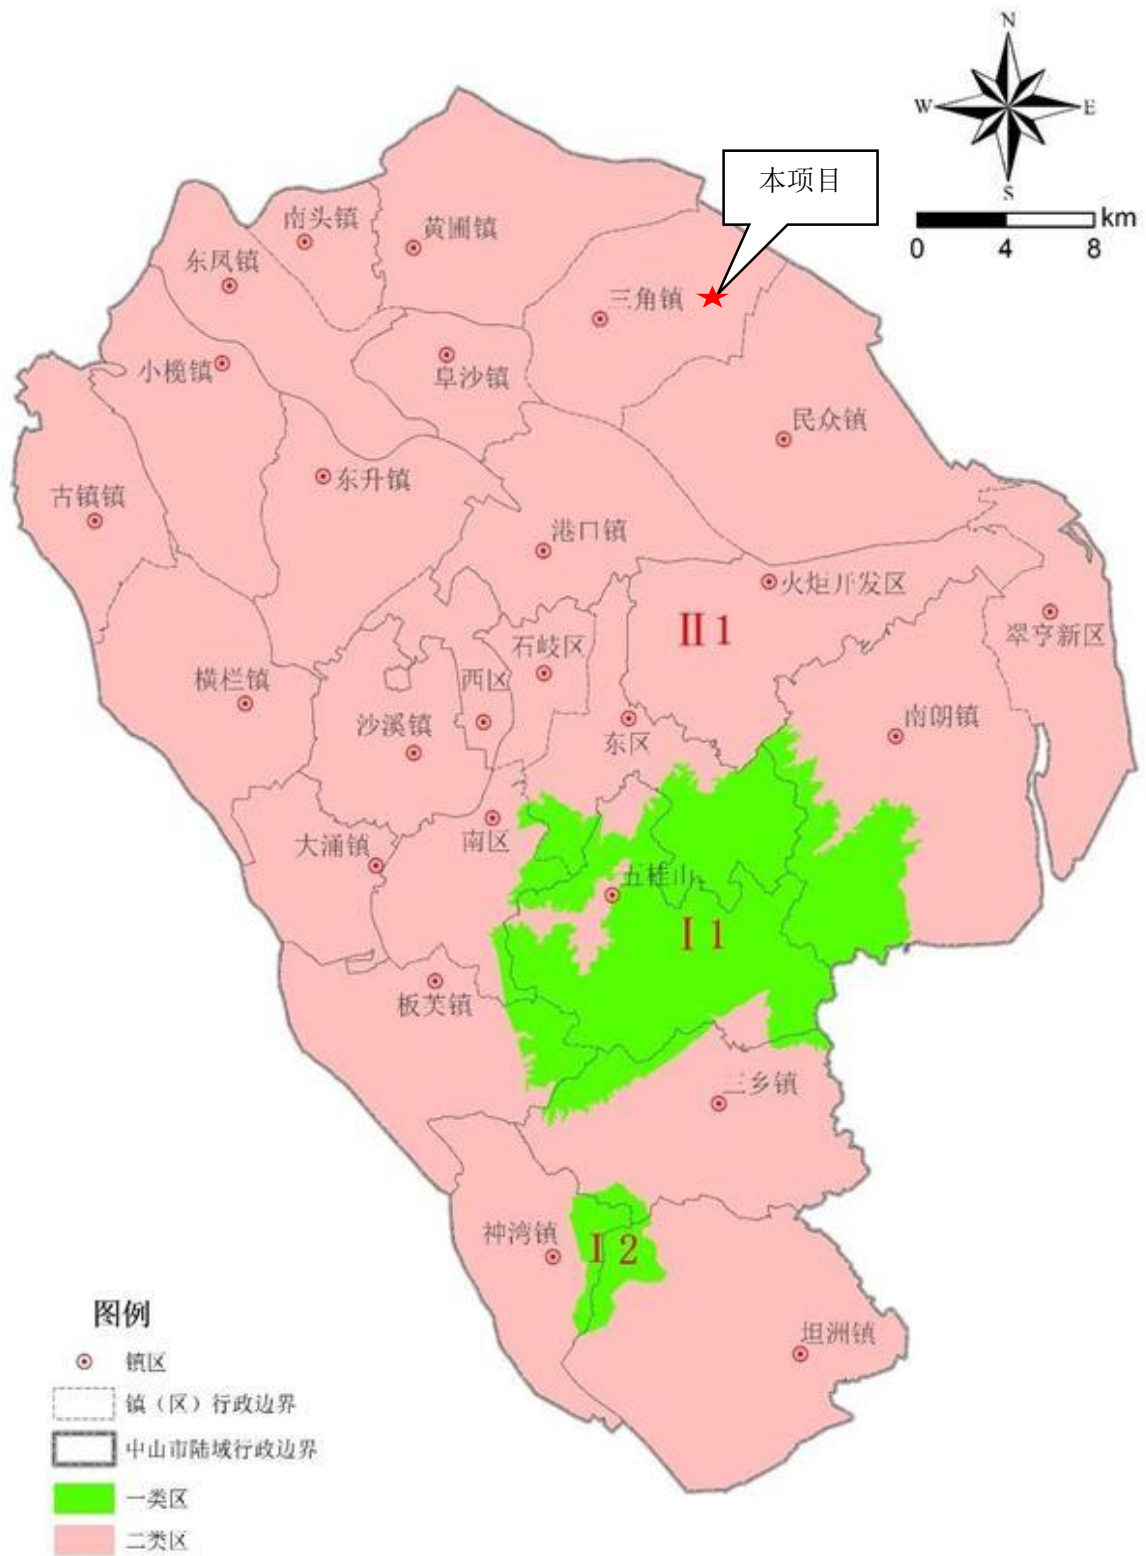 N
W
E
S
km
0
4
8
本项目
南头镇
黄圃镇
东凤镇
三角镇
小榄镇
阜沙镇
民众镇
东升镇
古镇镇
港口镇
火炬开发区
II 1
翠亨新区
石岐区
西区
横栏镇
沙溪镇
南朗镇
东区
南区
大涌镇
五桂山
I 1
板芙镇
三乡镇
神湾镇
I 2
坦洲镇
图例
镇区
镇（区）行政边界
中山市陆域行政边界
一类区
二类区